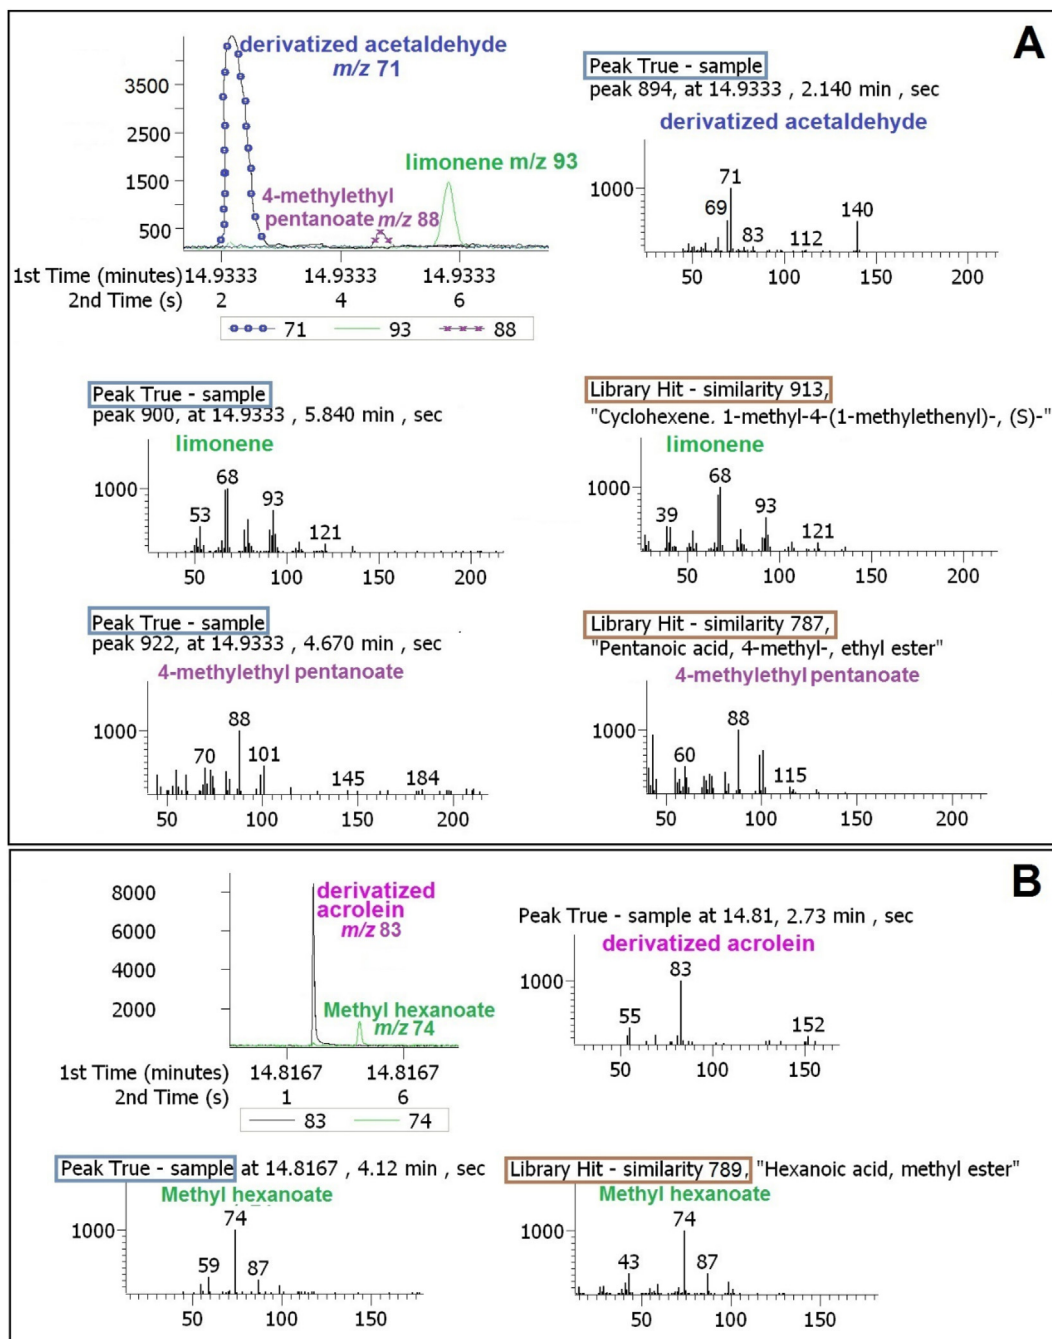 A
derivatized acetaldehyde
m/z 71
3500
2500
1500
500
limonene m/z 93
4-methylethyl
pentanoate m/z 88
1st Time (minutes) 14.9333 14.9333 14.9333
2nd Time (s) 2 4 6
71 93 88
Peak True - sample
peak 894, at 14.9333 , 2.140 min , sec
derivatized acetaldehyde
1000
71
69
83
112
140
50 100 150 200
Peak True - sample
peak 900, at 14.9333 , 5.840 min , sec
limonene
1000
68
53
93
121
50 100 150 200
Library Hit - similarity 913,
"Cyclohexene. 1-methyl-4-(1-methylethenyl)-, (S)-"
limonene
1000
68
39
93
121
50 100 150 200
Peak True - sample
peak 922, at 14.9333 , 4.670 min , sec
4-methylethyl pentanoate
1000
88
70
101
145
184
50 100 150 200
Library Hit - similarity 787,
"Pentanoic acid, 4-methyl-, ethyl ester"
4-methylethyl pentanoate
1000
88
60
115
50 100 150 200
B
8000
6000
4000
2000
derivatized
acrolein
m/z 83
Methyl hexanoate
m/z 74
1st Time (minutes) 14.8167 14.8167
2nd Time (s) 1 6
83 74
Peak True - sample at 14.81, 2.73 min , sec
derivatized acrolein
1000
83
55
152
50 100 150
Peak True - sample at 14.8167 , 4.12 min , sec
Methyl hexanoate
1000
74
59
87
50 100 150
Library Hit - similarity 789, "Hexanoic acid, methyl ester"
Methyl hexanoate
1000
74
43
87
50 100 150